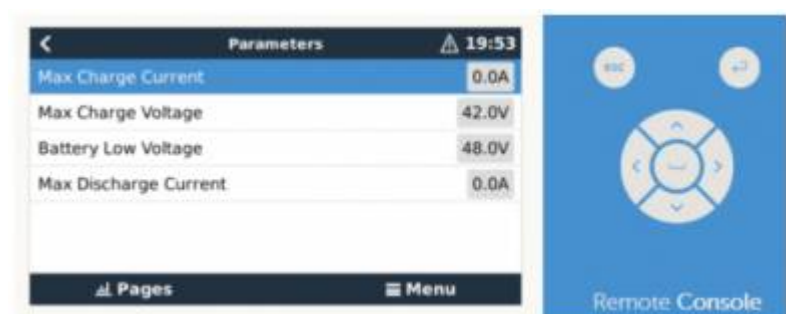 Parameters 19:53
Max Charge Current 0.0A
Max Charge Voltage 42.0V
Battery Low Voltage 48.0V
Max Discharge Current 0.0A
Pages Menu
esc
Remote Console